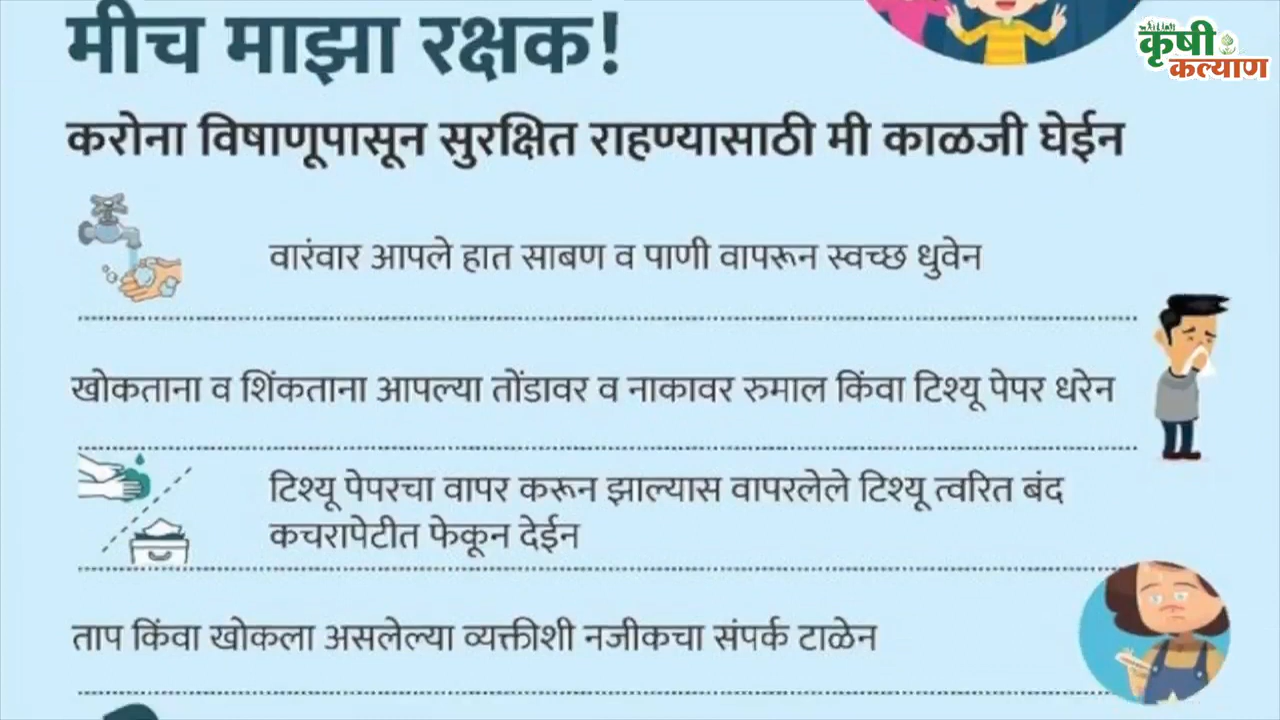 मीच माझा रक्षक!
कृषी
कल्याण
करोना विषाणूपासून सुरक्षित राहण्यासाठी मी काळजी घेईन
वारंवार आपले हात साबण व पाणी वापरून स्वच्छ धुवेन
खोकताना व शिंकताना आपल्या तोंडावर व नाकावर रुमाल किंवा टिश्यू पेपर धरेन
टिश्यू पेपरचा वापर करून झाल्यास वापरलेले टिश्यू त्वरित बंद
कचरापेटीत फेकून देईन
ताप किंवा खोकला असलेल्या व्यक्तीशी नजीकचा संपर्क टाळेन